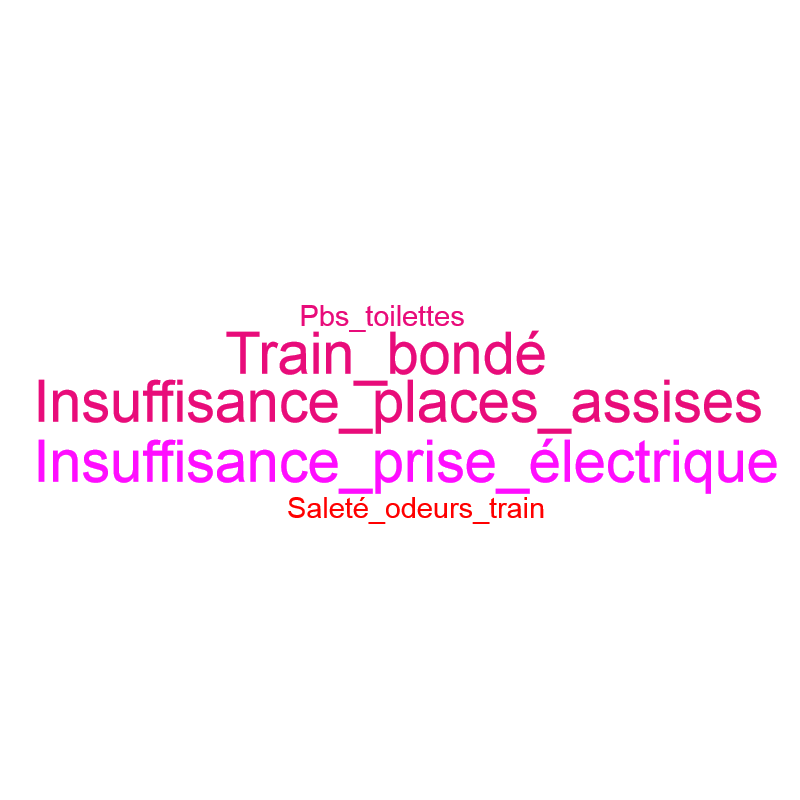 Pbs_toilettes
Train_bondé
Insuffisance_places_assises
Insuffisance_prise_électrique
Saleté_odeurs_train